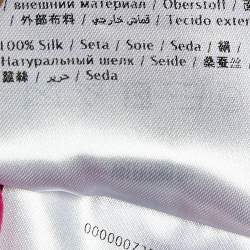 внешний материал / Oberstoff /
/ 外部布料 / قماش خارجي / Tecido exter
100% Silk / Seta / Soie / Seda / 絹 /
Натуральный шелк / Seide / 桑蚕丝 /
蠶絲 / حرير / Seda
000000